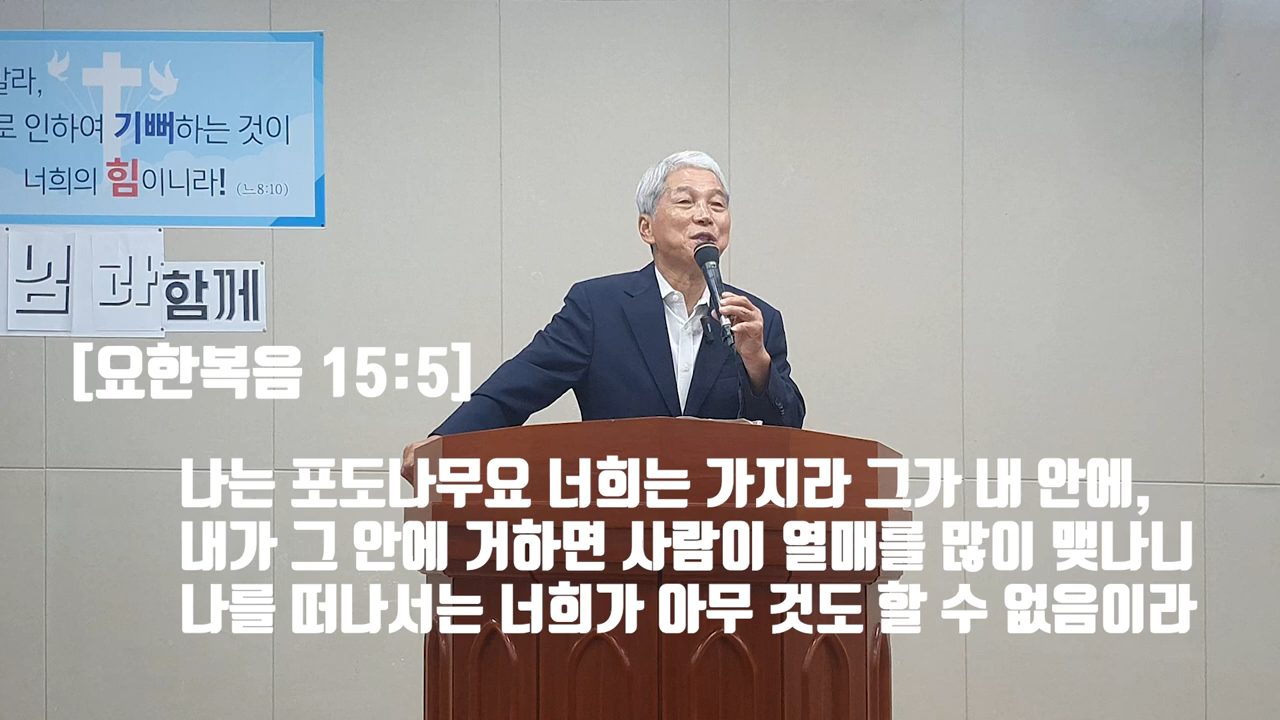 말라,
로 인하여 기뻐하는 것이
너희의 힘이니라! (느8:10)
님과 함께
[요한복음 15:5]
나는 포도나무요 너희는 가지라 그가 내 안에,
내가 그 안에 거하면 사람이 열매를 많이 맺나니
나를 떠나서는 너희가 아무 것도 할 수 없음이라